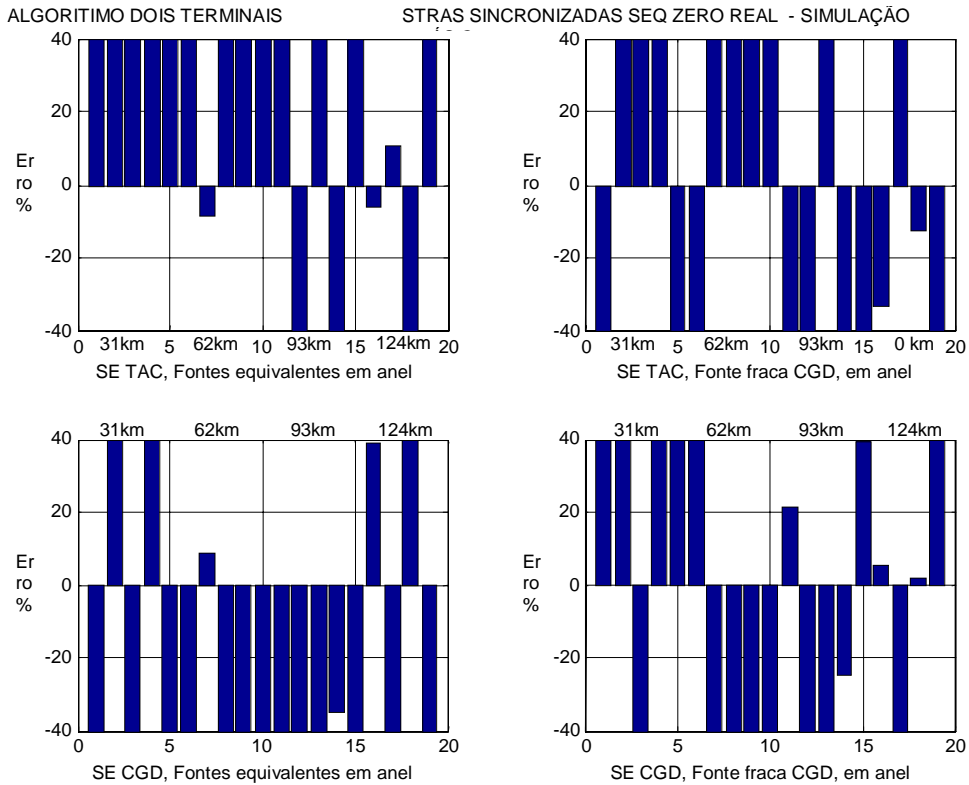 ALGORITIMO DOIS TERMINAIS
STRAS SINCRONIZADAS SEQ ZERO REAL - SIMULAÇÃO
40
20
0
-20
-40
Er
ro
%
0 31km 5 62km 10 93km 15 124km 20
SE TAC, Fontes equivalentes em anel
40
20
0
-20
-40
0 31km 5 62km 10 93km 15 0 km 20
SE TAC, Fonte fraca CGD, em anel
31km 62km 93km 124km
40
20
0
-20
-40
Er
ro
%
0 5 10 15 20
SE CGD, Fontes equivalentes em anel
31km 62km 93km 124km
40
20
0
-20
-40
Er
ro
%
0 5 10 15 20
SE CGD, Fonte fraca CGD, em anel